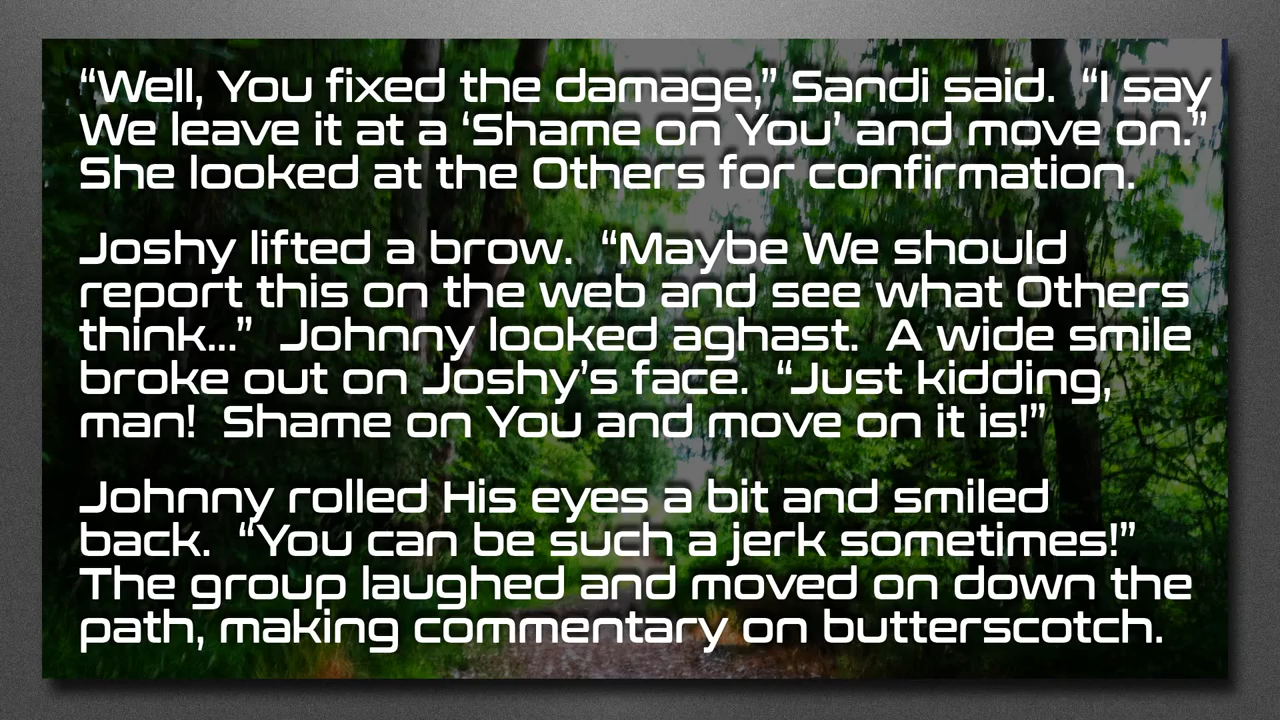 “Well, You fixed the damage,” Sandi said.  “I say
We leave it at a ‘Shame on You’ and move on.”
She looked at the Others for confirmation.
Joshy lifted a brow.  “Maybe We should
report this on the web and see what Others
think...”  Johnny looked aghast.  A wide smile
broke out on Joshy’s face.  “Just kidding,
man!  Shame on You and move on it is!”
Johnny rolled His eyes a bit and smiled
back.  “You can be such a jerk sometimes!”
The group laughed and moved on down the
path, making commentary on butterscotch.